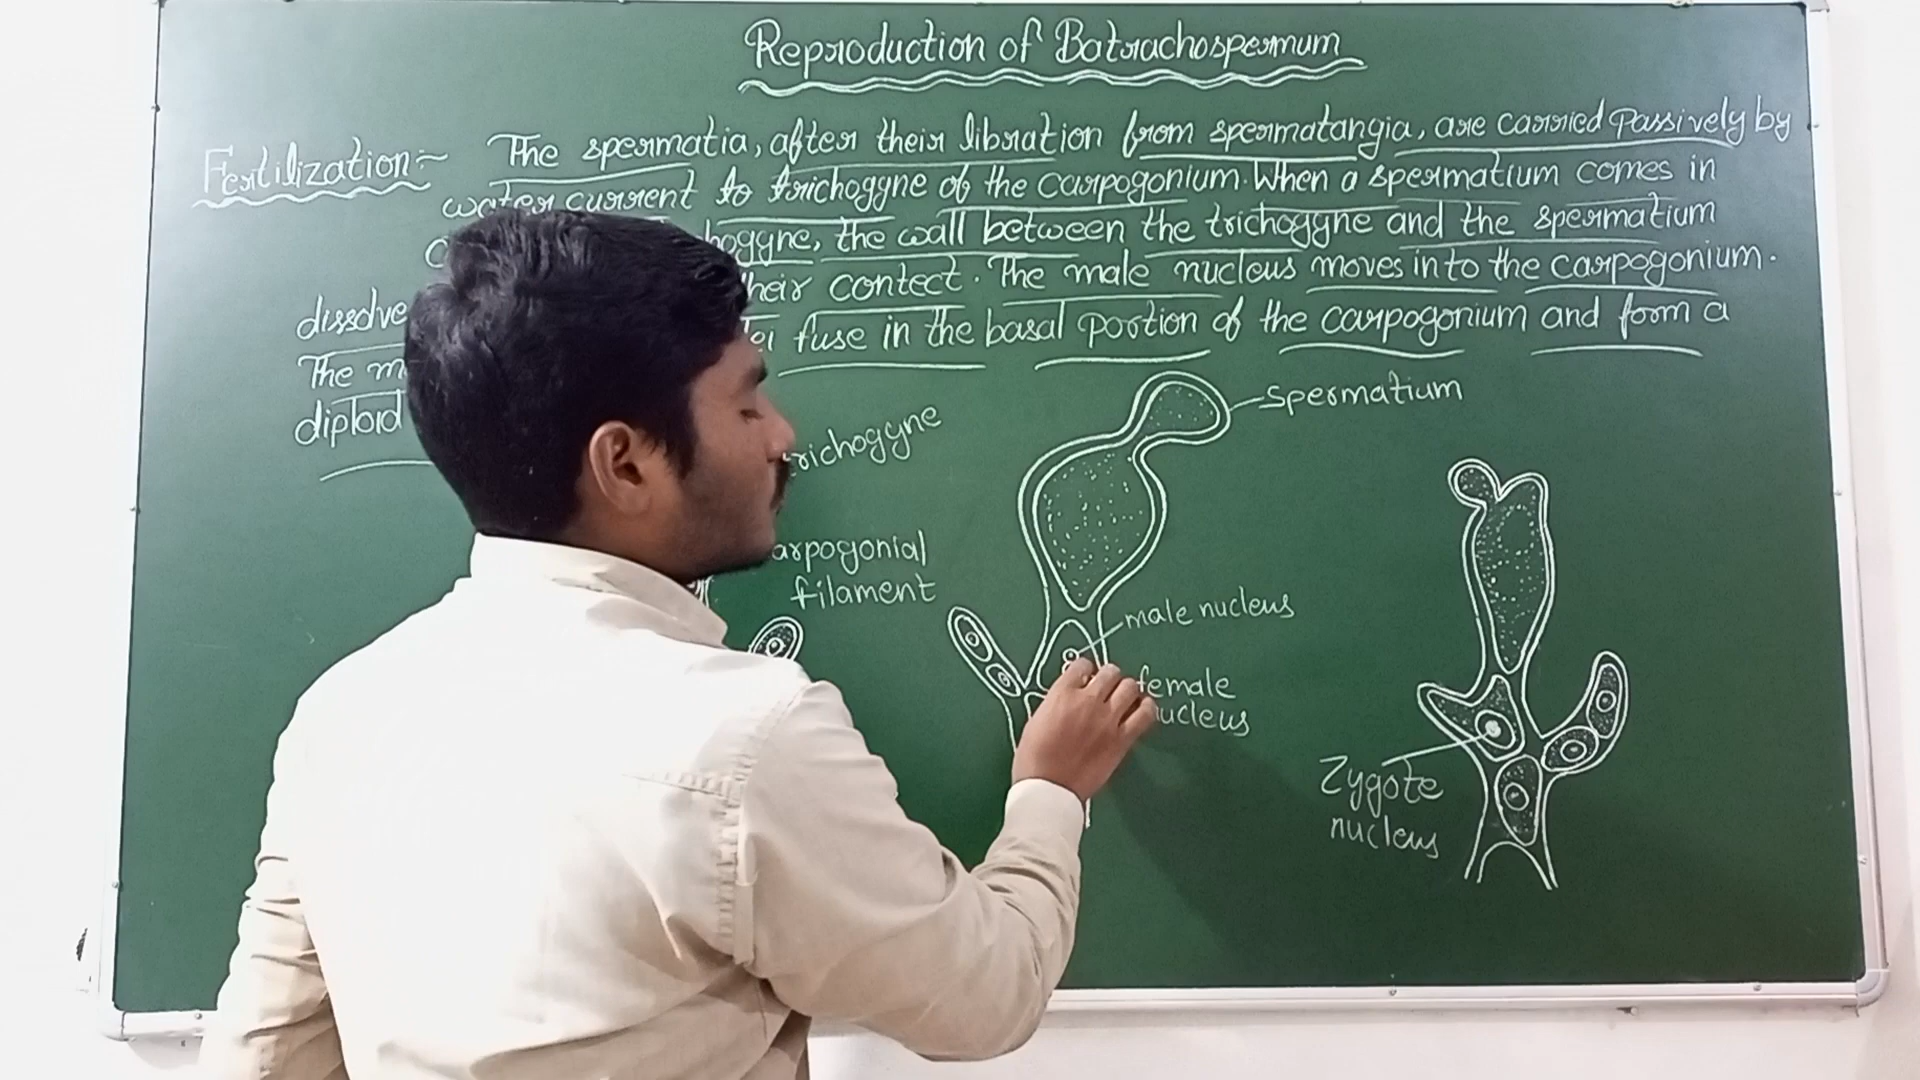 Reproduction of Batrachospermum
Fertilization:- The spermatia, after their libration from spermatangia, are carried passively by
water current to trichogyne of the carpogonium. When a spermatium comes in
hogyne, the wall between the trichogyne and the spermatium
dissolve heir contect. The male nucleus moves into the carpogonium.
The m ei fuse in the basal portion of the carpogonium and form a
diploid
richogyne
spermatium
arpogonial
filament
male nucleus
female
nucleus
Zygote
nucleus